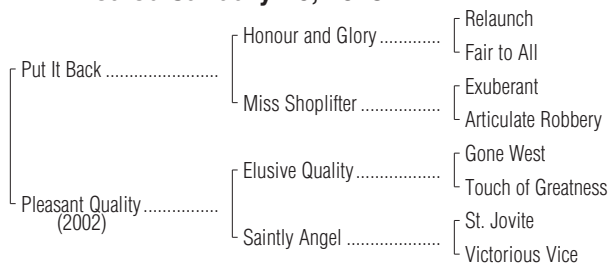 Relaunch
Honour and Glory ............
Fair to All
Put It Back ......................
Exuberant
Miss Shoplifter ................
Articulate Robbery
Gone West
Elusive Quality .................
Touch of Greatness
Pleasant Quality ..............
(2002)
St. Jovite
Saintly Angel ...................
Victorious Vice